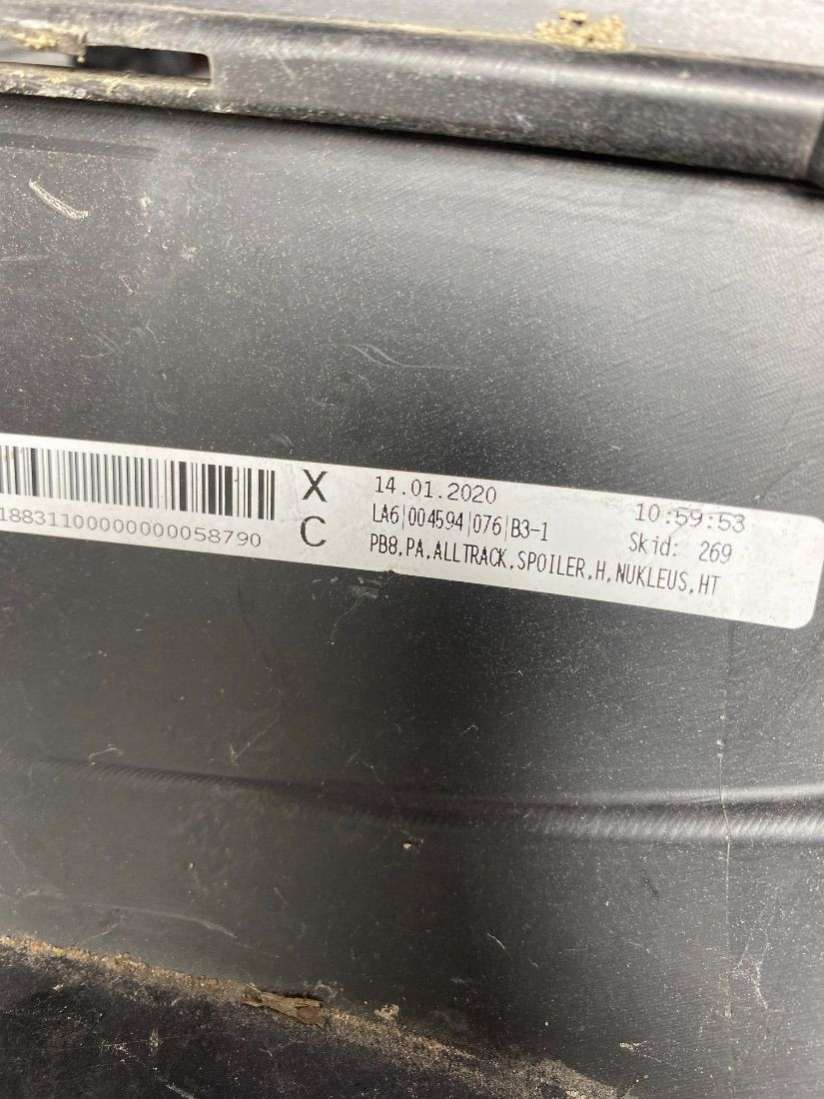 18831100000000058790
X
C
14.01.2020 10:59:53
LA6|004594|076|B3-1 Skid: 269
PB8.PA.ALLTRACK.SPOILER.H.NUKLEUS.HT